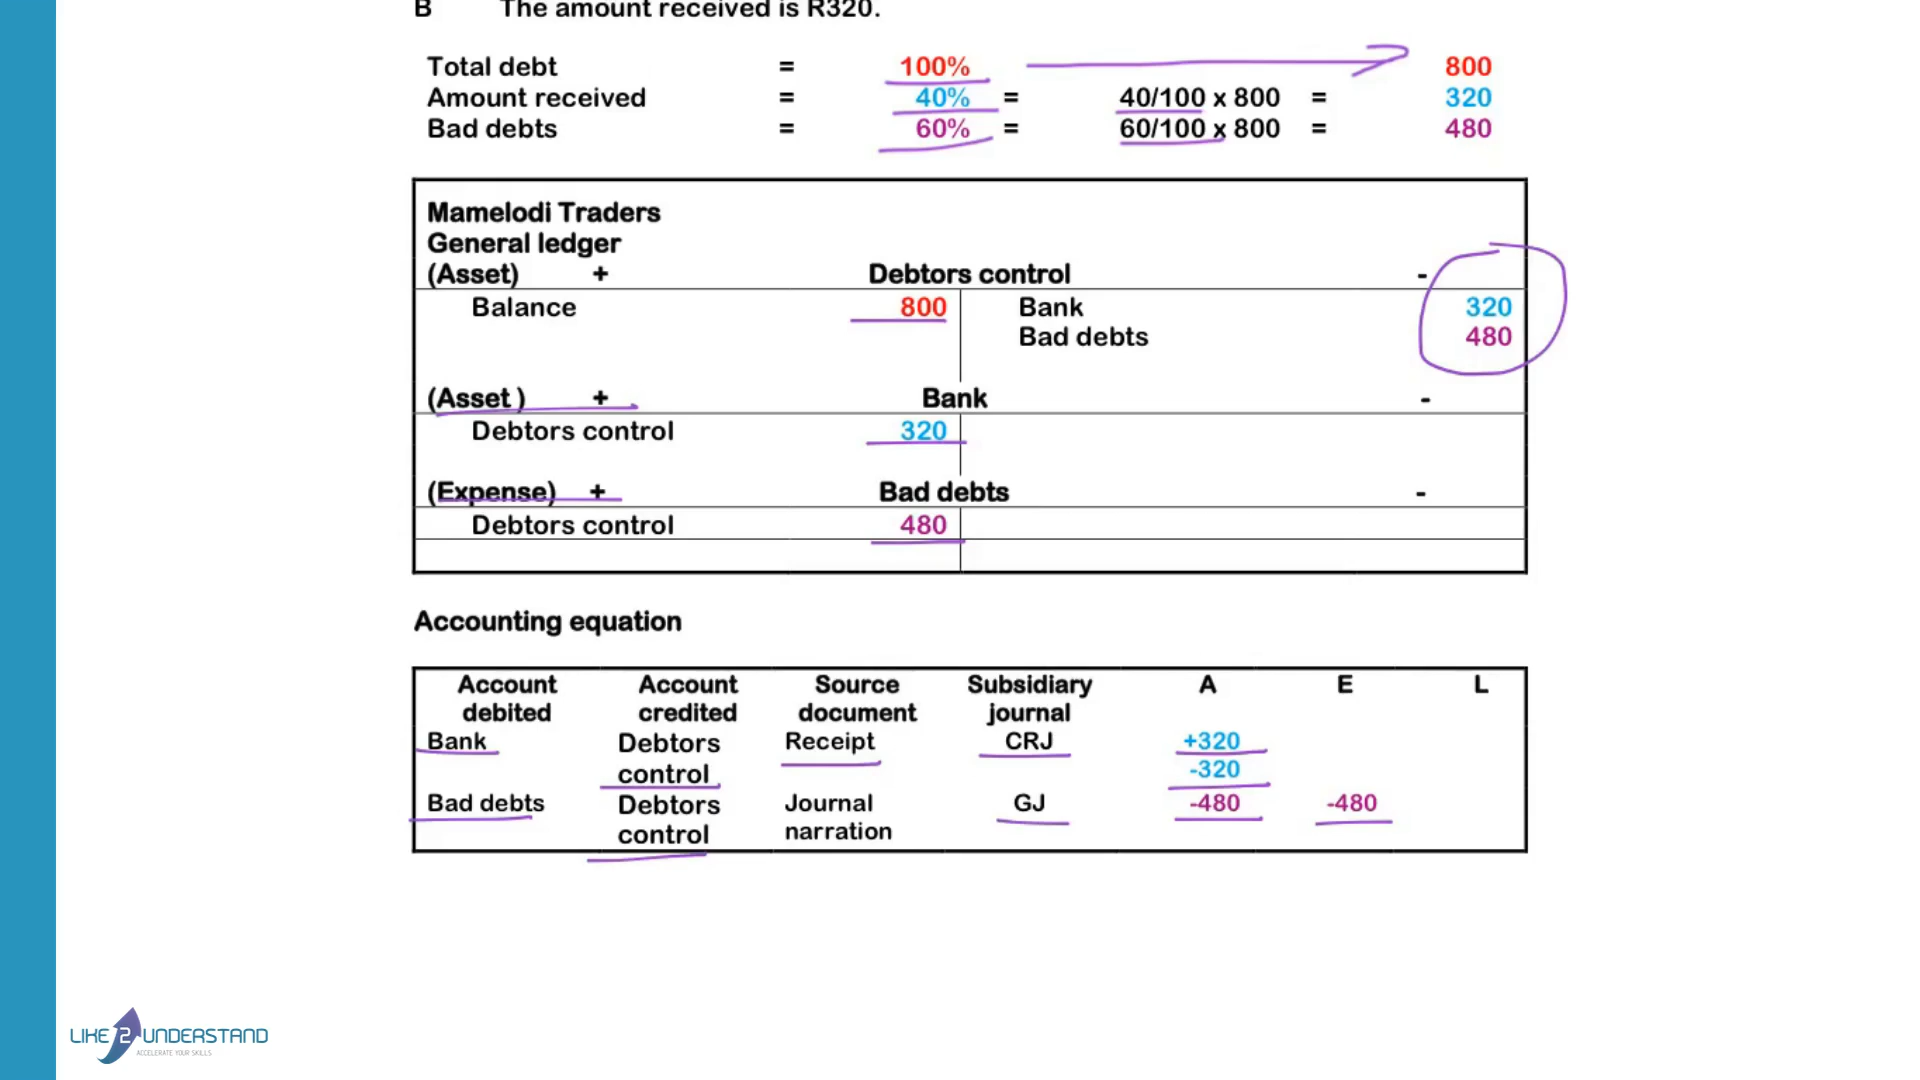 B The amount received is R320.
Total debt = 100% 800
Amount received = 40% = 40/100 x 800 = 320
Bad debts = 60% = 60/100 x 800 = 480
Mamelodi Traders
General ledger
(Asset) + Debtors control -
Balance 800 Bank 320
Bad debts 480
(Asset ) + Bank -
Debtors control 320
(Expense) + Bad debts -
Debtors control 480
Accounting equation
Account debited Account credited Source document Subsidiary journal A E L
Bank Debtors control Receipt CRJ +320 -320
Bad debts Debtors control Journal narration GJ -480 -480
LIKE 2 UNDERSTAND
ACCELERATE YOUR SKILLS